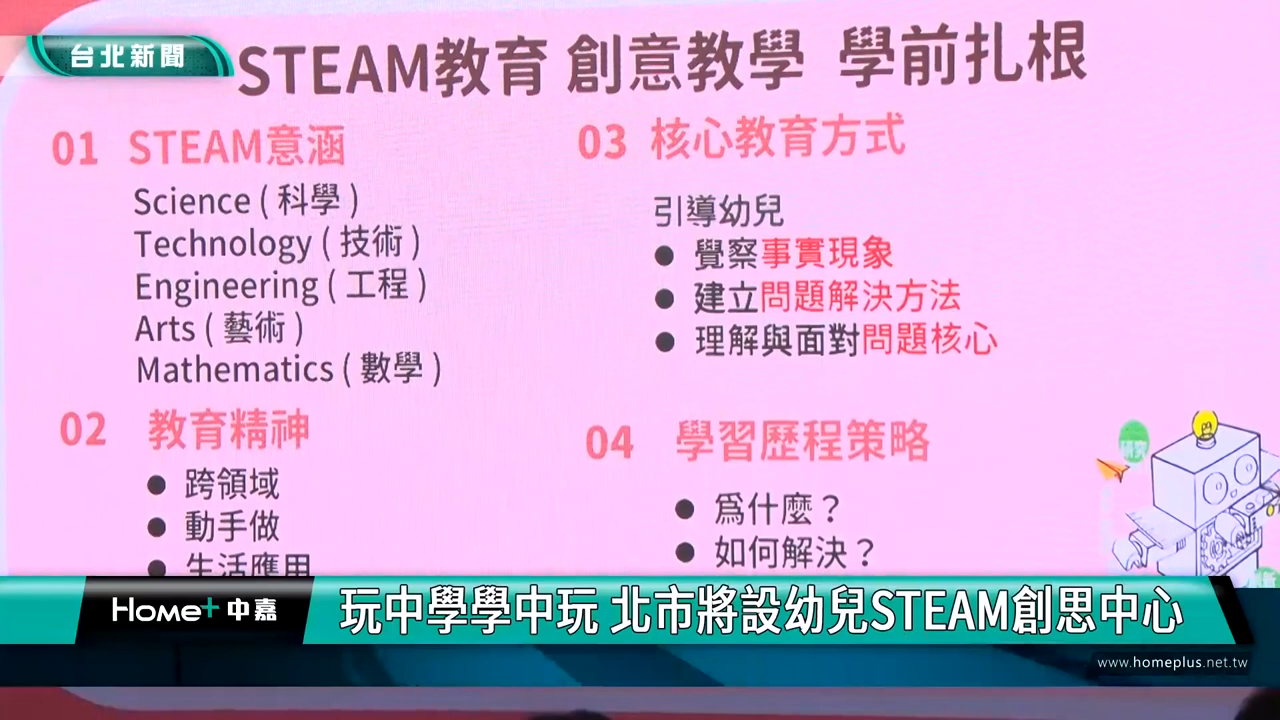 台北新聞
STEAM教育 創意教學 學前扎根
01 STEAM意涵
Science ( 科學 )
Technology ( 技術 )
Engineering ( 工程 )
Arts ( 藝術 )
Mathematics ( 數學 )
02 教育精神
● 跨領域
● 動手做
● 生活應用
03 核心教育方式
引導幼兒
● 覺察事實現象
● 建立問題解決方法
● 理解與面對問題核心
04 學習歷程策略
● 爲什麼？
● 如何解決？
研究
Home+ 中嘉
玩中學學中玩 北市將設幼兒STEAM創思中心
www.homeplus.net.tw